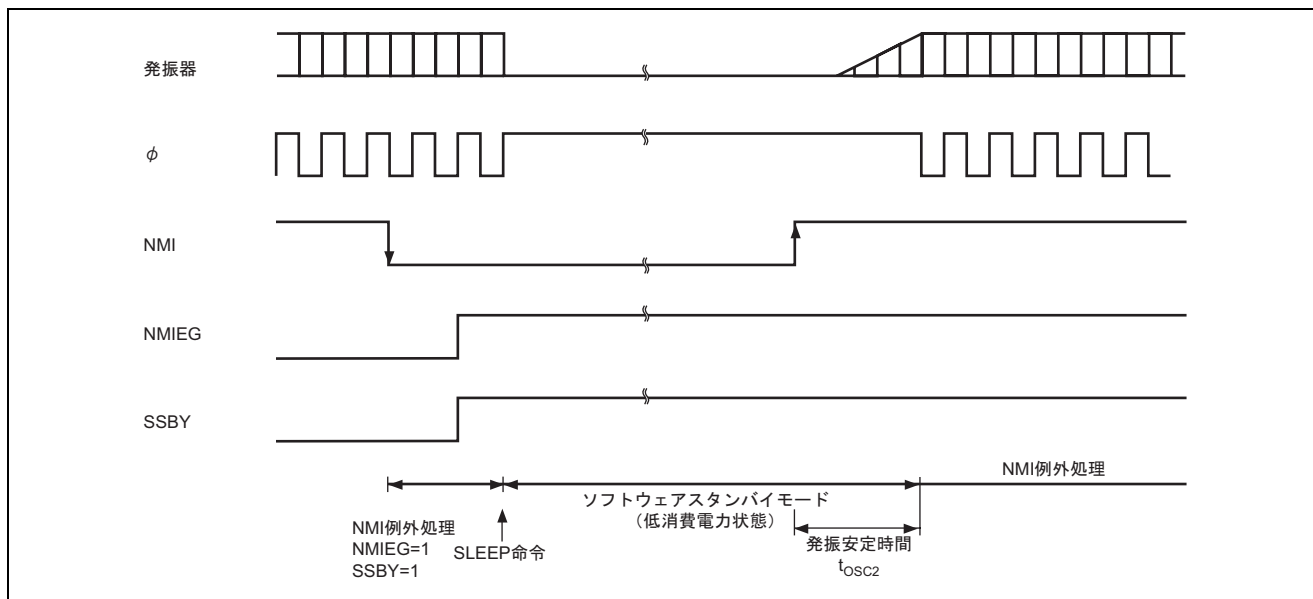 発振器
φ
NMI
NMIEG
SSBY
NMI例外処理
ソフトウェアスタンバイモード
（低消費電力状態）
NMI例外処理
NMIEG=1
SSBY=1
SLEEP命令
発振安定時間
tOSC2